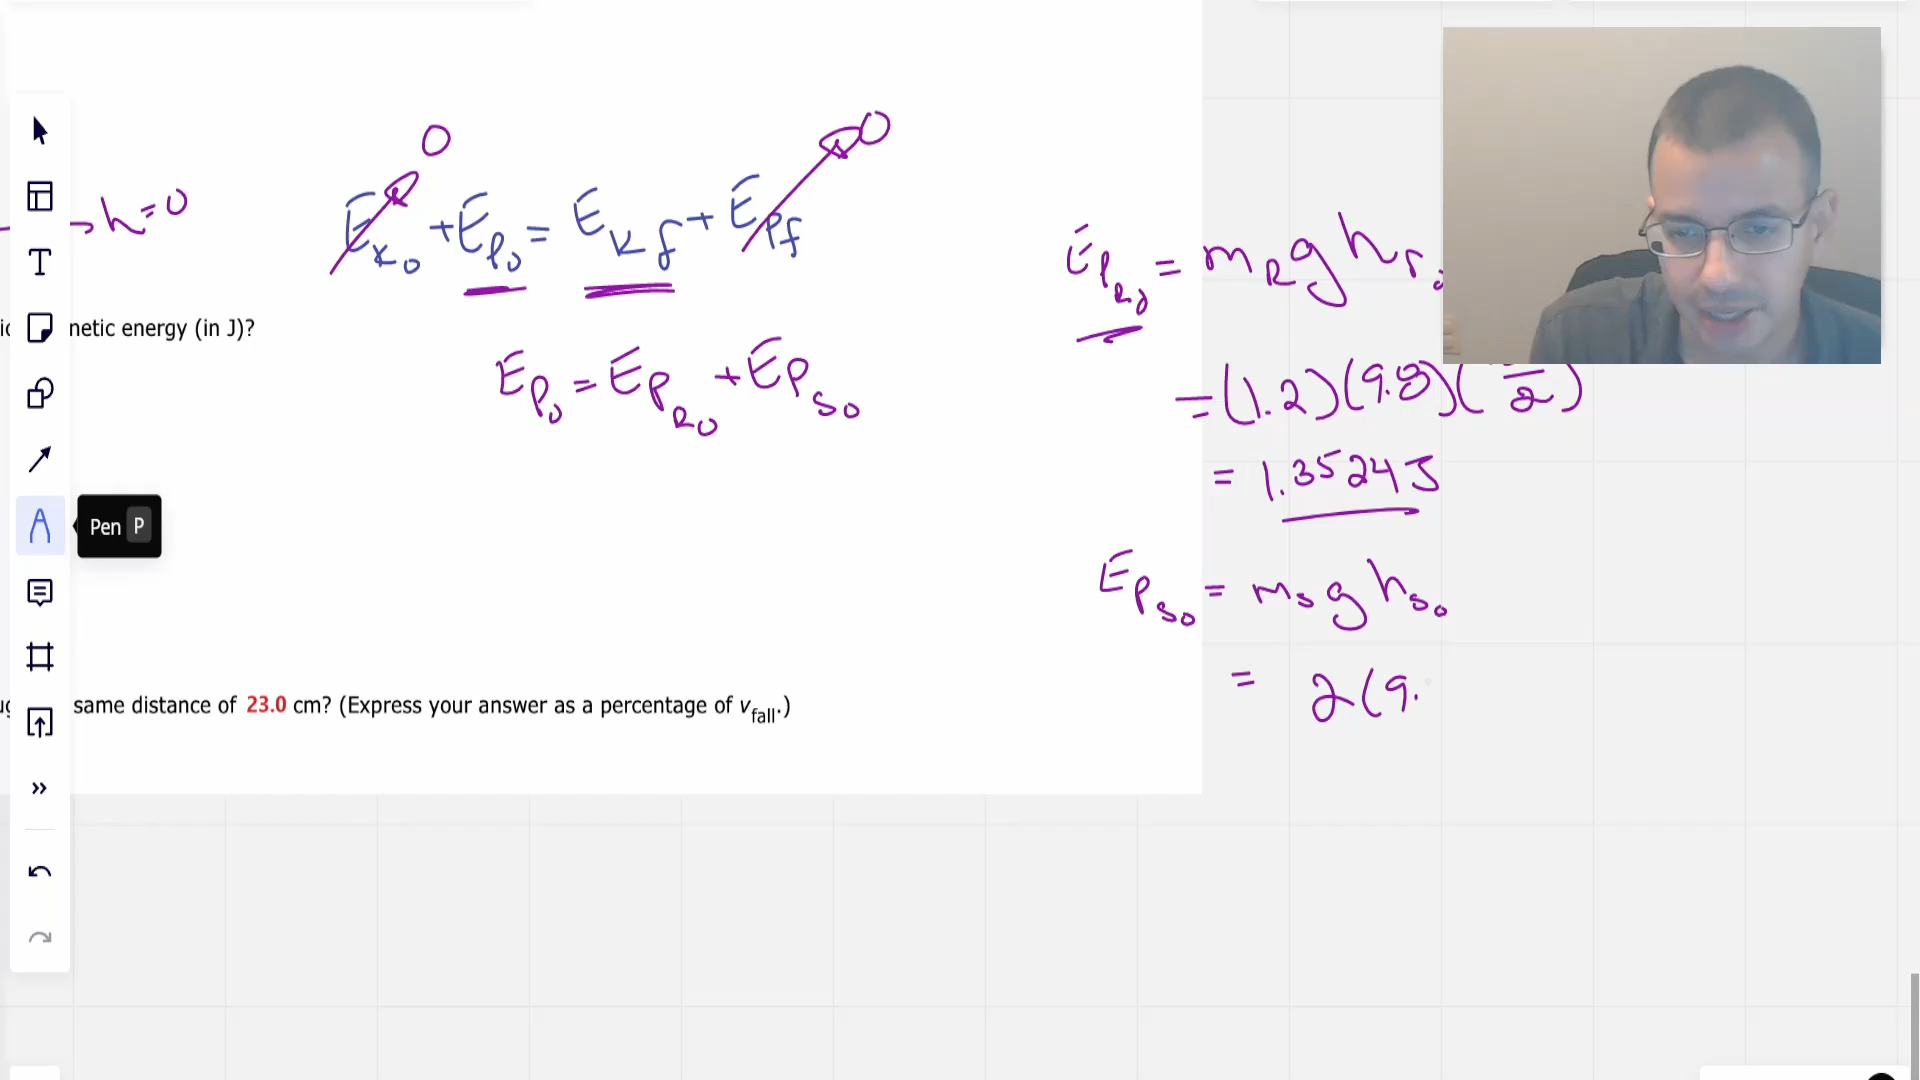 0
0
→h=0
E_K0 + E_P0 = E_Kf + E_Pf
E_PR0 = m_R g h_r
netic energy (in J)?
E_P0 = E_PR0 + E_PS0
=(1.2)(9.8)( /2)
= 1.3524J
Pen P
E_PS0 = m_S g h_S0
= 2(9.
same distance of 23.0 cm? (Express your answer as a percentage of v_fall.)